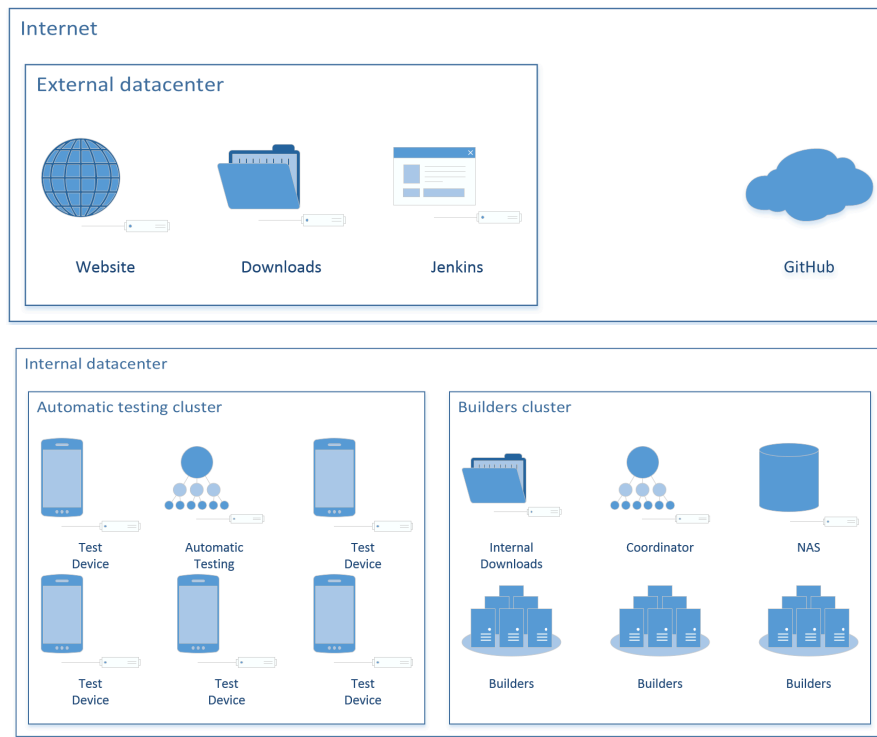 Internet
External datacenter
Website
Downloads
Jenkins
GitHub
Internal datacenter
Automatic testing cluster
Test
Device
Automatic
Testing
Test
Device
Test
Device
Test
Device
Test
Device
Builders cluster
Internal
Downloads
Coordinator
NAS
Builders
Builders
Builders